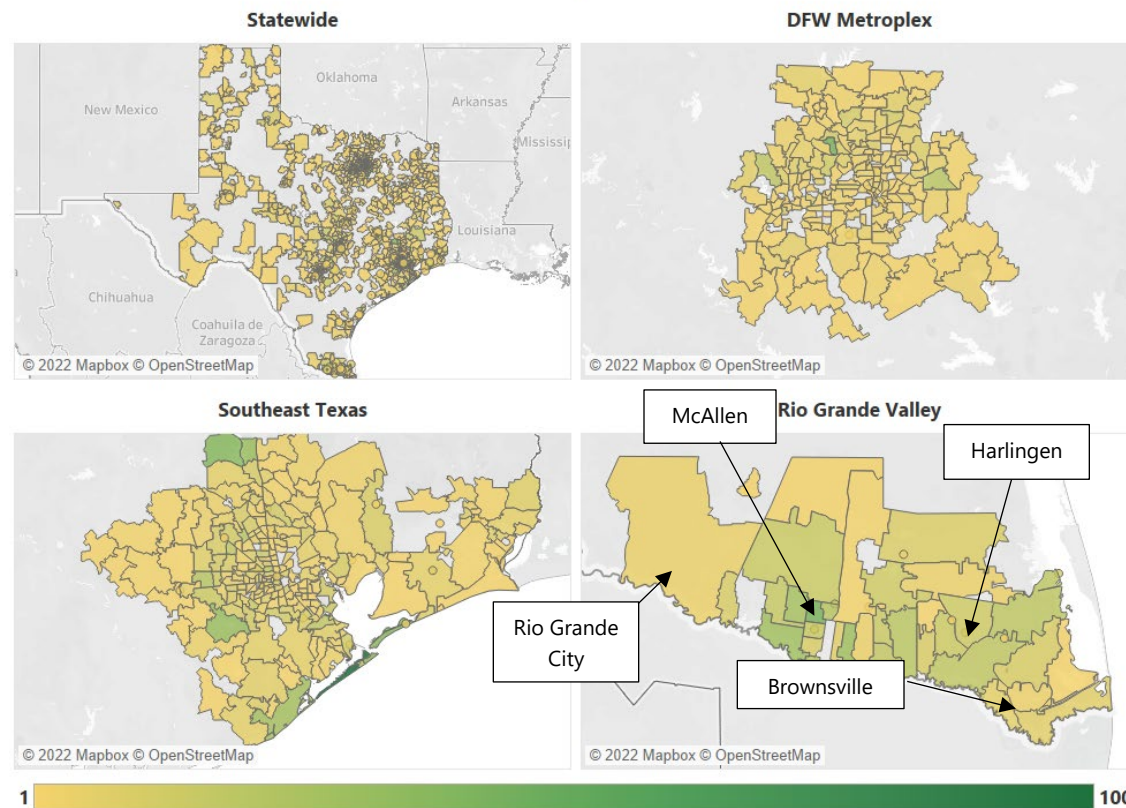 Statewide
DFW Metroplex
Oklahoma
New Mexico
Arkansas
Mississip
Louisiana
Chihuahua
Coahuila de
Zaragoza
© 2022 Mapbox © OpenStreetMap
© 2022 Mapbox © OpenStreetMap
Southeast Texas
McAllen
Rio Grande Valley
Harlingen
Rio Grande
City
Brownsville
© 2022 Mapbox © OpenStreetMap
© 2022 Mapbox © OpenStreetMap
1
100